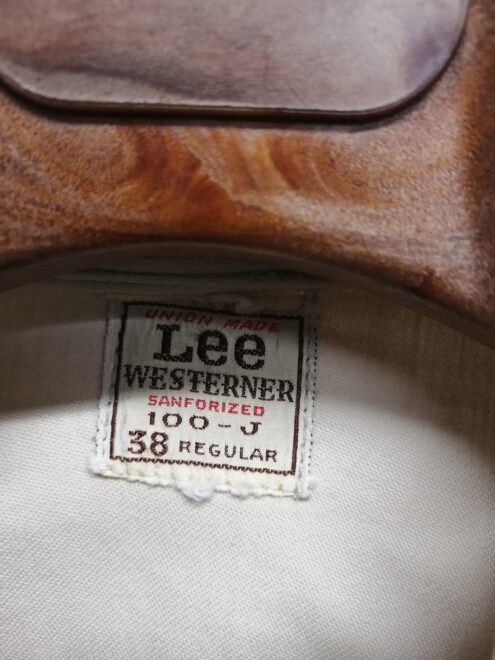 UNION MADE
Lee
WESTERNER
SANFORIZED
100-J
38 REGULAR